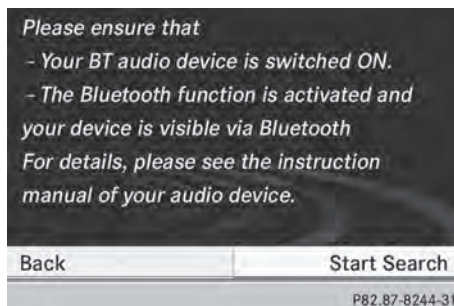 Please ensure that
- Your BT audio device is switched ON.
- The Bluetooth function is activated and
your device is visible via Bluetooth
For details, please see the instruction
manual of your audio device.
Back Start Search
P82.87-8244-31